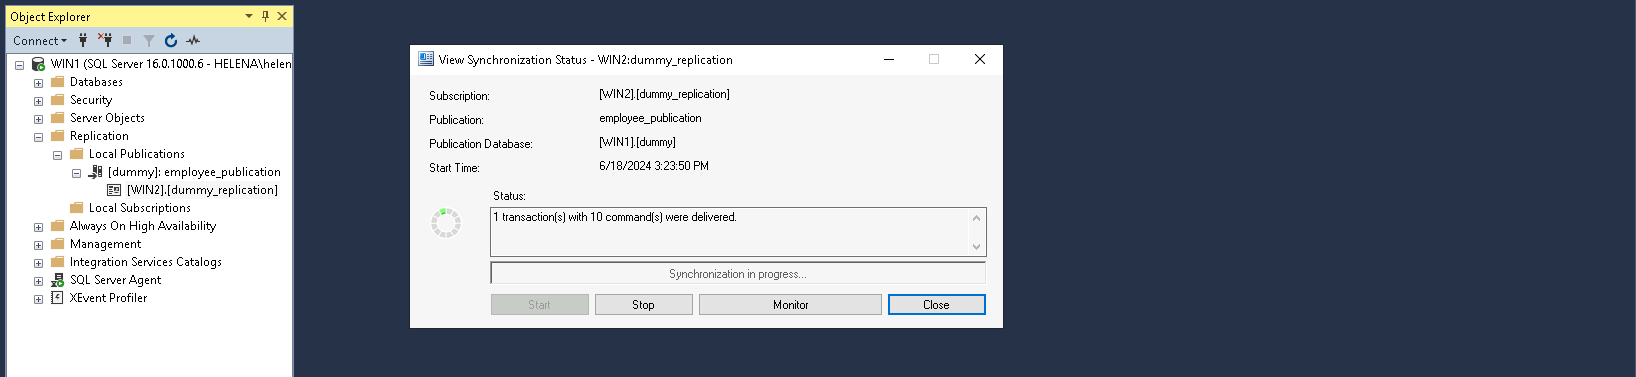 Object Explorer
Connect
WIN1 (SQL Server 16.0.1000.6 - HELENA\helen
Databases
Security
Server Objects
Replication
Local Publications
[dummy]: employee_publication
[WIN2].[dummy_replication]
Local Subscriptions
Always On High Availability
Management
Integration Services Catalogs
SQL Server Agent
XEvent Profiler
View Synchronization Status - WIN2:dummy_replication
Subscription: [WIN2].[dummy_replication]
Publication: employee_publication
Publication Database: [WIN1].[dummy]
Start Time: 6/18/2024 3:23:50 PM
Status:
1 transaction(s) with 10 command(s) were delivered.
Synchronization in progress...
Start Stop Monitor Close